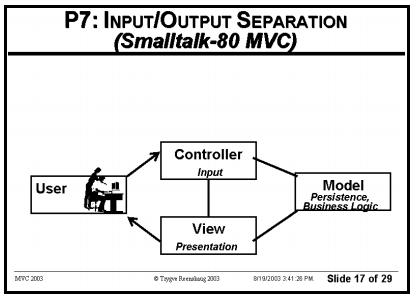 P7: INPUT/OUTPUT SEPARATION
(Smalltalk-80 MVC)
Controller
Input
User
Model
Persistence,
Business Logic
View
Presentation
MVC 2003 © Trygve Reenskaug 2003 8/19/2003 3:41:26 PM. Slide 17 of 29